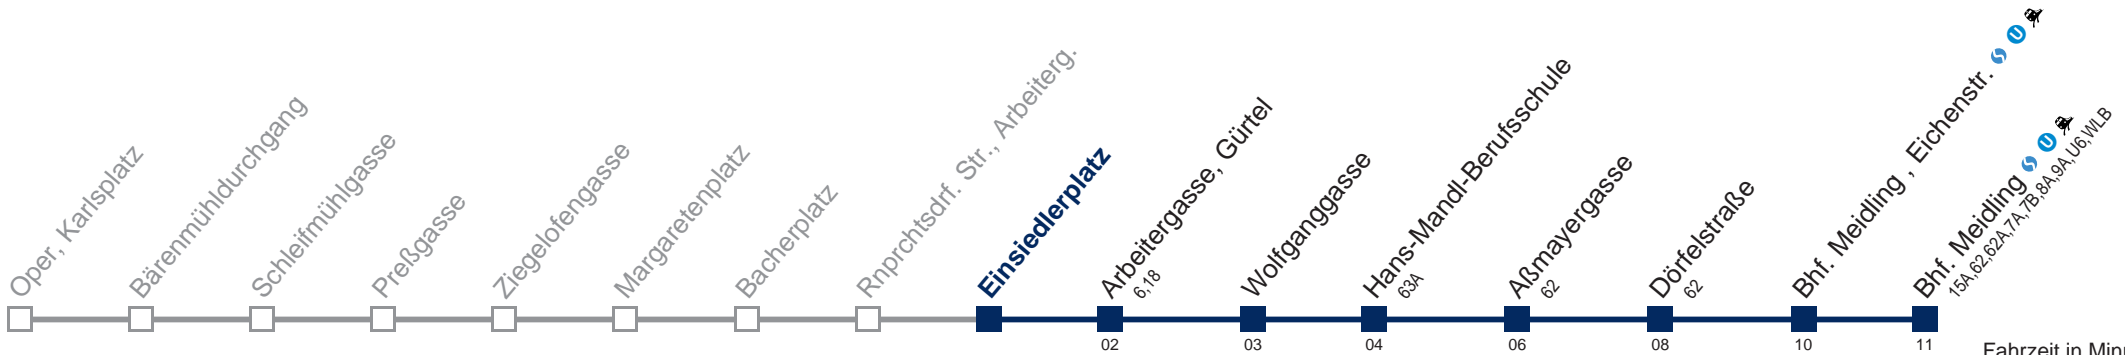 Oper, Karlsplatz
Bärenmühldurchgang
Schleifmühlgasse
Preßgasse
Ziegelofengasse
Margaretenplatz
Bacherplatz
Rnprchtsdrf. Str., Arbeiterg.
Einsiedlerplatz
Arbeitergasse, Gürtel
6,18
Wolfganggasse
Hans-Mandl-Berufsschule
63A
Aßmayergasse
62
Dörfelstraße
62
Bhf. Meidling , Eichenstr. S U
Bhf. Meidling S U
15A,62,62A,7A,7B,8A,9A,U6,WLB
02 03 04 06 08 10 11
Fahrzeit in